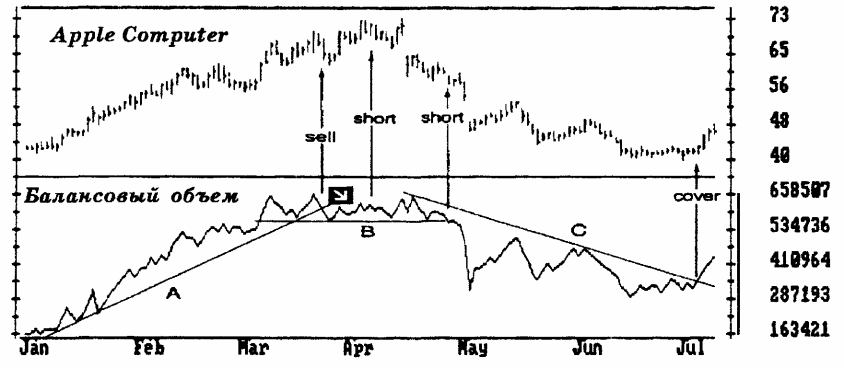 Apple Computer
73
65
56
48
40
sell
short
short
cover
Балансовый объем
658507
534736
410964
287193
163421
A
B
C
Jan
Feb
Mar
Apr
May
Jun
Jul